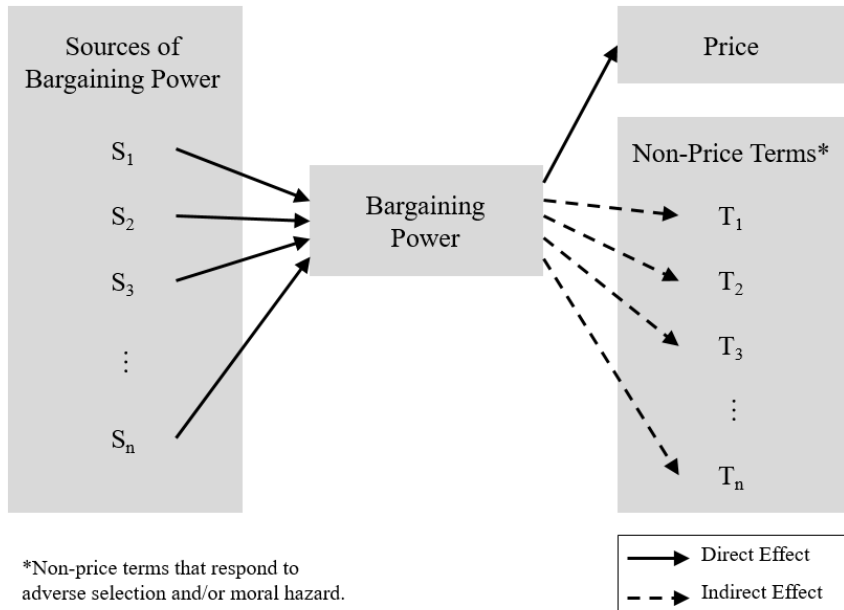 Sources of
Bargaining Power
S₁
S₂
S₃
⋮
Sₙ
Bargaining
Power
Price
Non-Price Terms*
T₁
T₂
T₃
⋮
Tₙ
*Non-price terms that respond to
adverse selection and/or moral hazard.
Direct Effect
Indirect Effect